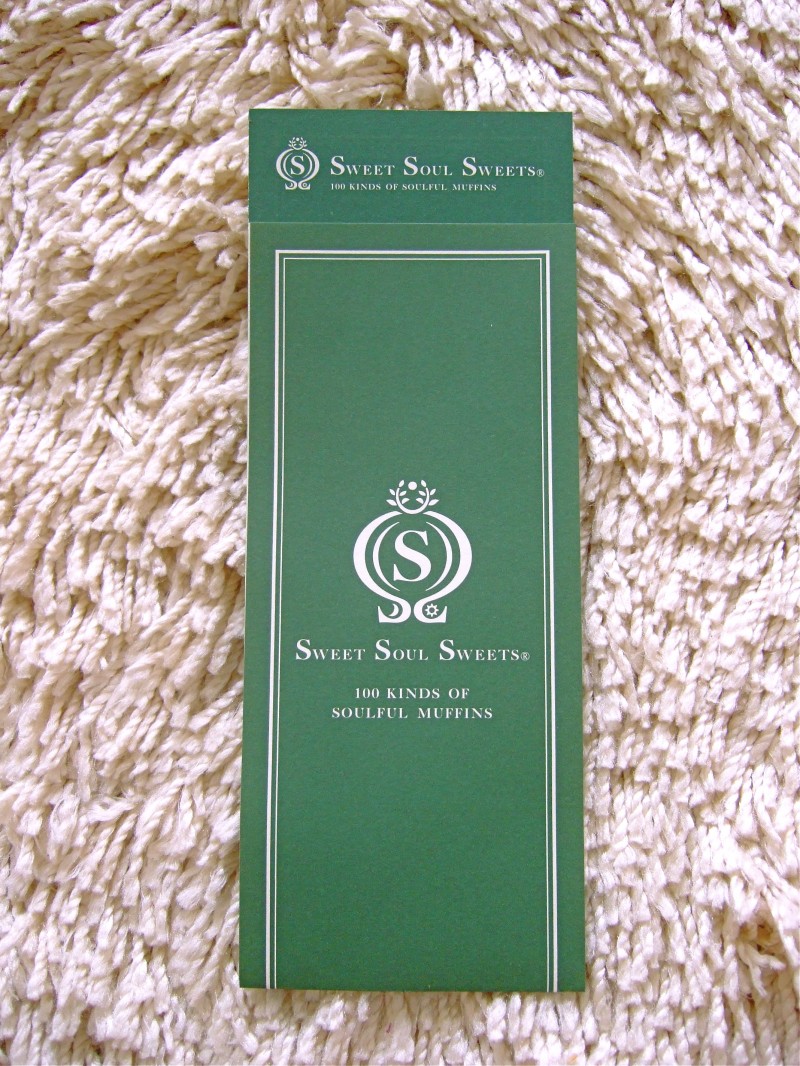 S
SWEET SOUL SWEETS®
100 KINDS OF SOULFUL MUFFINS
S
SWEET SOUL SWEETS®
100 KINDS OF
SOULFUL MUFFINS